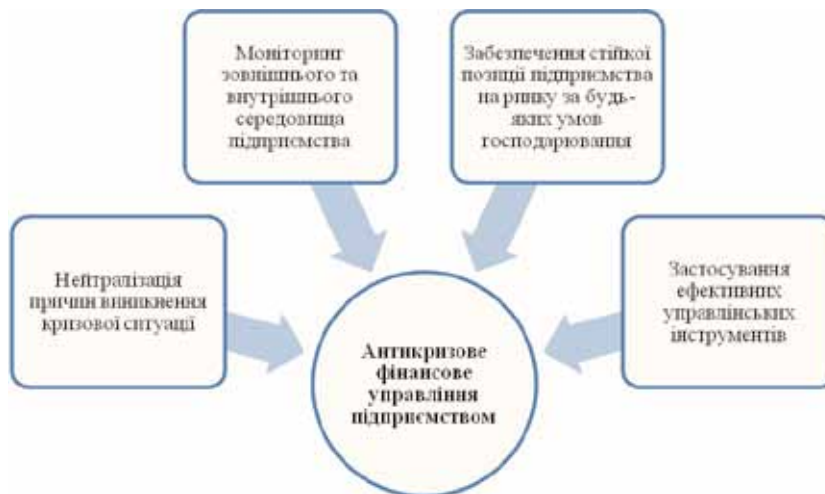 Моніторинг
зовнішнього та
внутрішнього
середовища
підприємства
Забезпечення стійкої
позиції підприємства
на ринку за будь-
яких умов
господарювання
Нейтралізація
причин виникнення
кризової ситуації
Застосування
ефективних
управлінських
інструментів
Антикризове
фінансове
управління
підприємством